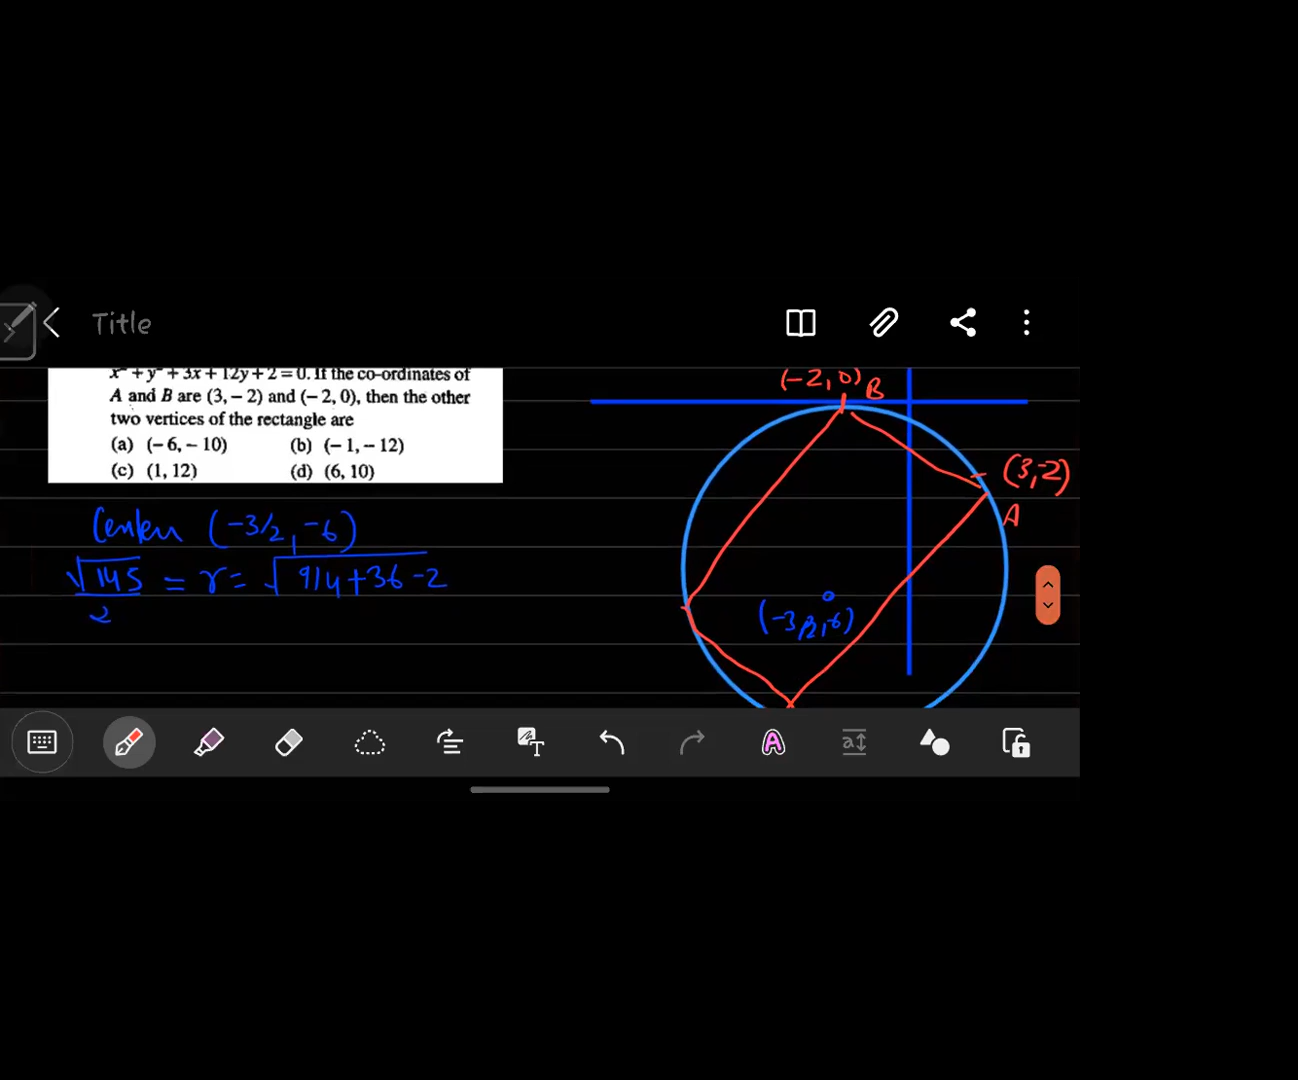 Title
x² + y² + 3x + 12y + 2 = 0. If the co-ordinates of
A and B are (3, – 2) and (– 2, 0), then the other
two vertices of the rectangle are
(a) (– 6, – 10) (b) (– 1, – 12)
(c) (1, 12) (d) (6, 10)
Center (-3/2, -6)
√145/2 = r = √9/4+36-2
(-2,0) B
(3,-2)
A
(-3/2,-6)
T
A
a